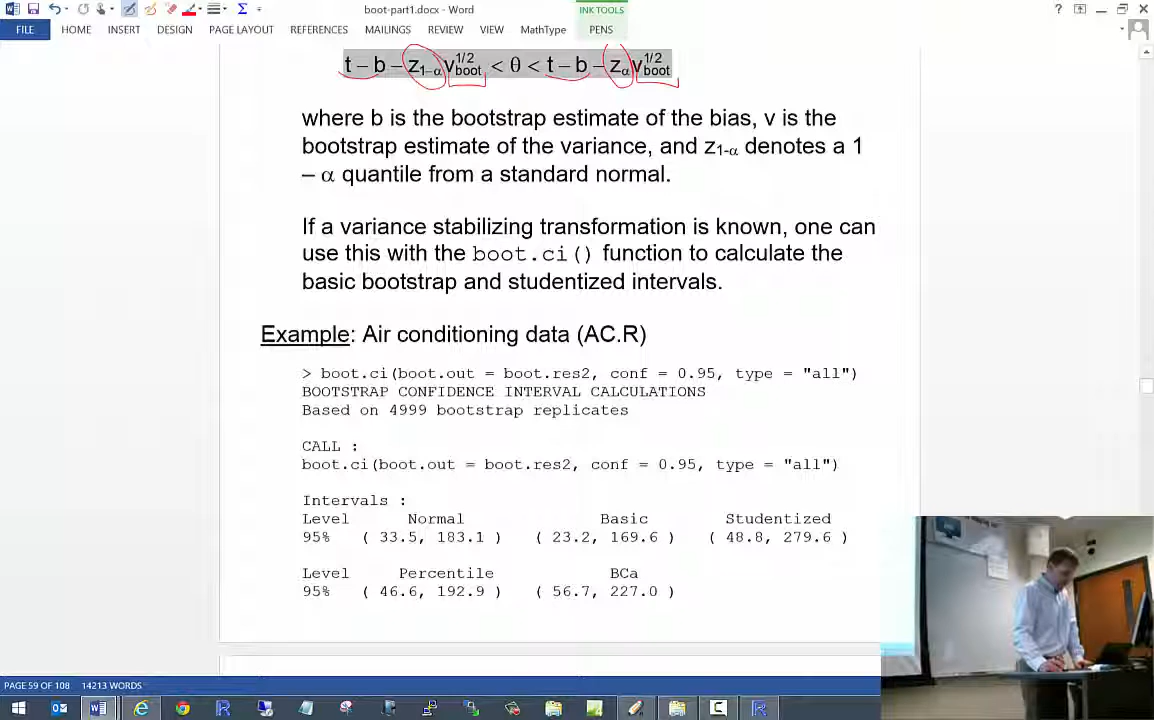 boot-part1.docx - Word
INK TOOLS
FILE HOME INSERT DESIGN PAGE LAYOUT REFERENCES MAILINGS REVIEW VIEW MathType PENS
t – b – z1–α v1/2boot < θ < t – b – zα v1/2boot
where b is the bootstrap estimate of the bias, v is the
bootstrap estimate of the variance, and z1-α denotes a 1
– α quantile from a standard normal.
If a variance stabilizing transformation is known, one can
use this with the boot.ci() function to calculate the
basic bootstrap and studentized intervals.
Example: Air conditioning data (AC.R)
> boot.ci(boot.out = boot.res2, conf = 0.95, type = "all")
BOOTSTRAP CONFIDENCE INTERVAL CALCULATIONS
Based on 4999 bootstrap replicates
CALL :
boot.ci(boot.out = boot.res2, conf = 0.95, type = "all")
Intervals :
Level Normal Basic Studentized
95% ( 33.5, 183.1 ) ( 23.2, 169.6 ) ( 48.8, 279.6 )
Level Percentile BCa
95% ( 46.6, 192.9 ) ( 56.7, 227.0 )
PAGE 59 OF 108 14213 WORDS